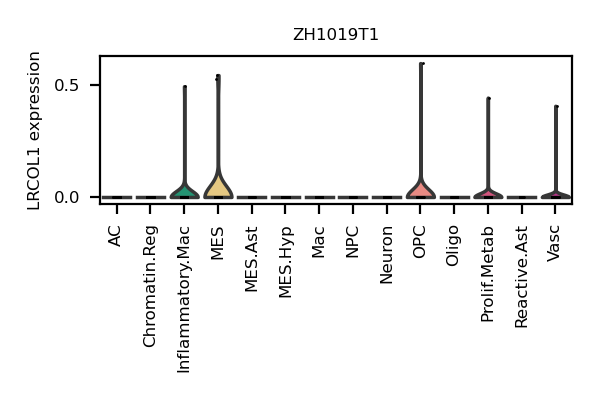 ZH1019T1
LRCOL1 expression
0.5
0.0
AC
Chromatin.Reg
Inflammatory.Mac
MES
MES.Ast
MES.Hyp
Mac
NPC
Neuron
OPC
Oligo
Prolif.Metab
Reactive.Ast
Vasc